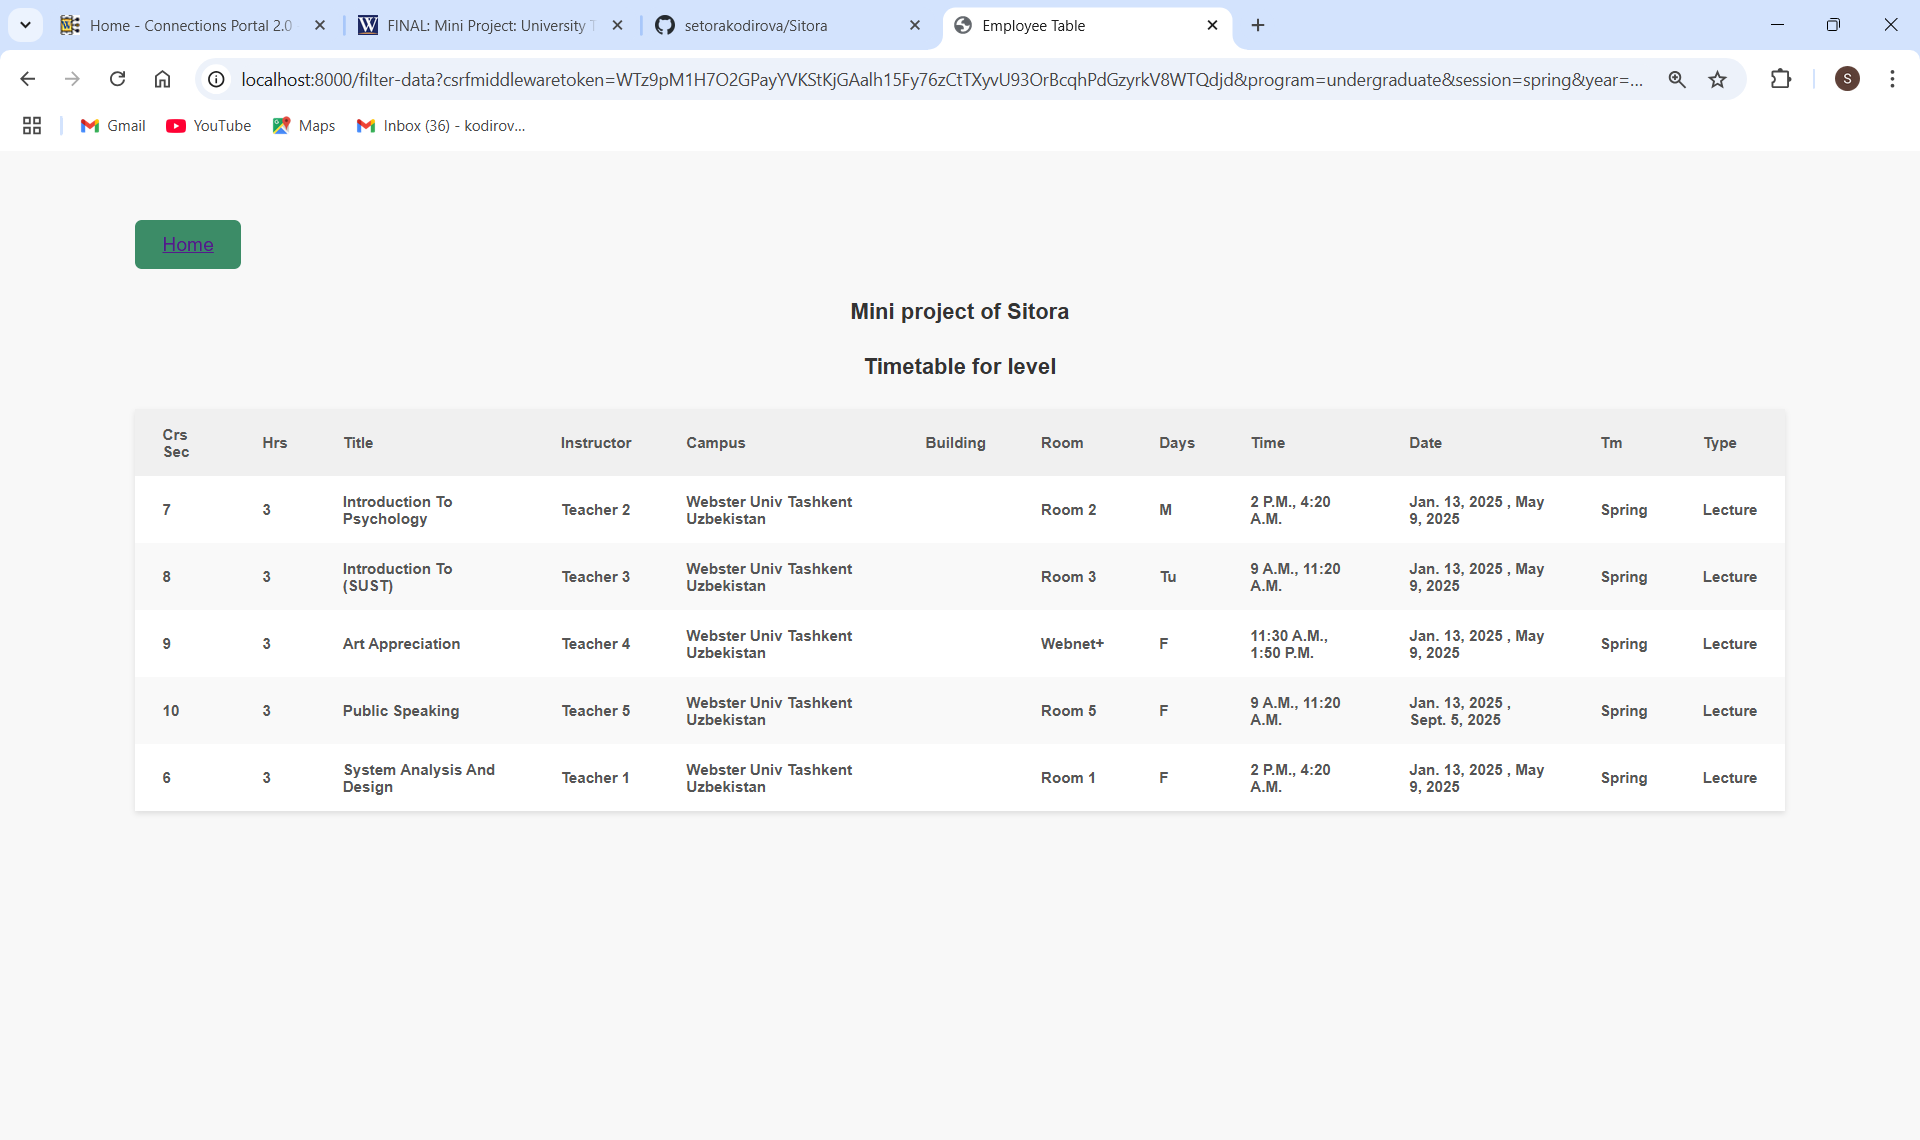 Home - Connections Portal 2.0
FINAL: Mini Project: University T
setorakodirova/Sitora
Employee Table
localhost:8000/filter-data?csrfmiddlewaretoken=WTz9pM1H7O2GPayYVKStKjGAalh15Fy76zCtTXyvU93OrBcqhPdGzyrkV8WTQdjd&program=undergraduate&session=spring&year=...
S
Gmail
YouTube
Maps
Inbox (36) - kodirov...
Home
Mini project of Sitora
Timetable for level
Crs Sec Hrs Title Instructor Campus Building Room Days Time Date Tm Type
7 3 Introduction To Psychology Teacher 2 Webster Univ Tashkent Uzbekistan Room 2 M 2 P.M., 4:20 A.M. Jan. 13, 2025 , May 9, 2025 Spring Lecture
8 3 Introduction To (SUST) Teacher 3 Webster Univ Tashkent Uzbekistan Room 3 Tu 9 A.M., 11:20 A.M. Jan. 13, 2025 , May 9, 2025 Spring Lecture
9 3 Art Appreciation Teacher 4 Webster Univ Tashkent Uzbekistan Webnet+ F 11:30 A.M., 1:50 P.M. Jan. 13, 2025 , May 9, 2025 Spring Lecture
10 3 Public Speaking Teacher 5 Webster Univ Tashkent Uzbekistan Room 5 F 9 A.M., 11:20 A.M. Jan. 13, 2025 , Sept. 5, 2025 Spring Lecture
6 3 System Analysis And Design Teacher 1 Webster Univ Tashkent Uzbekistan Room 1 F 2 P.M., 4:20 A.M. Jan. 13, 2025 , May 9, 2025 Spring Lecture